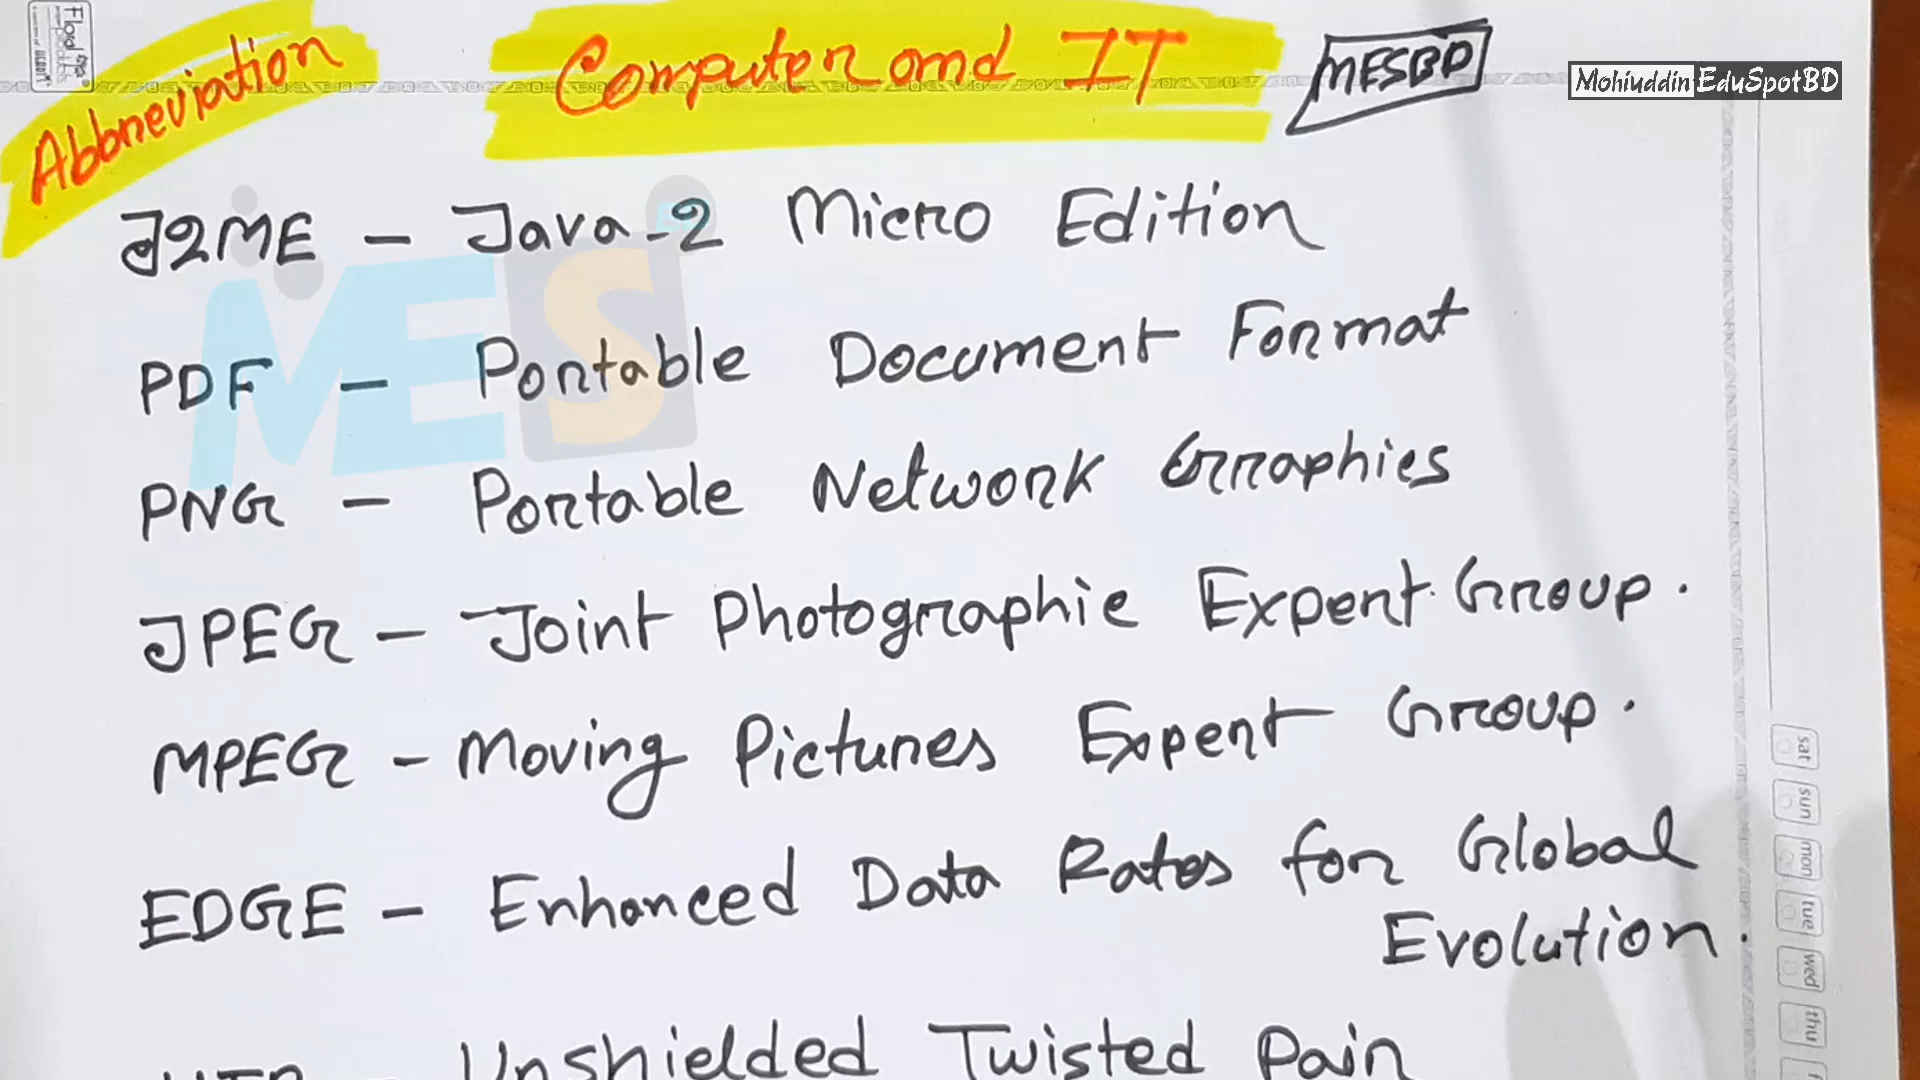 Abbreviation
Computer and IT
MESBD
Mohiuddin EduSpotBD
J2ME - Java-2 Micro Edition
PDF - Portable Document Format
PNG - Portable Network Graphics
JPEG - Joint Photographic Expert Group.
MPEG - Moving Pictures Expert Group.
EDGE - Enhanced Data Rates for Global
Evolution.
UTP - Unshielded Twisted Pair
MES
sat
sun
mon
tue
wed
thu